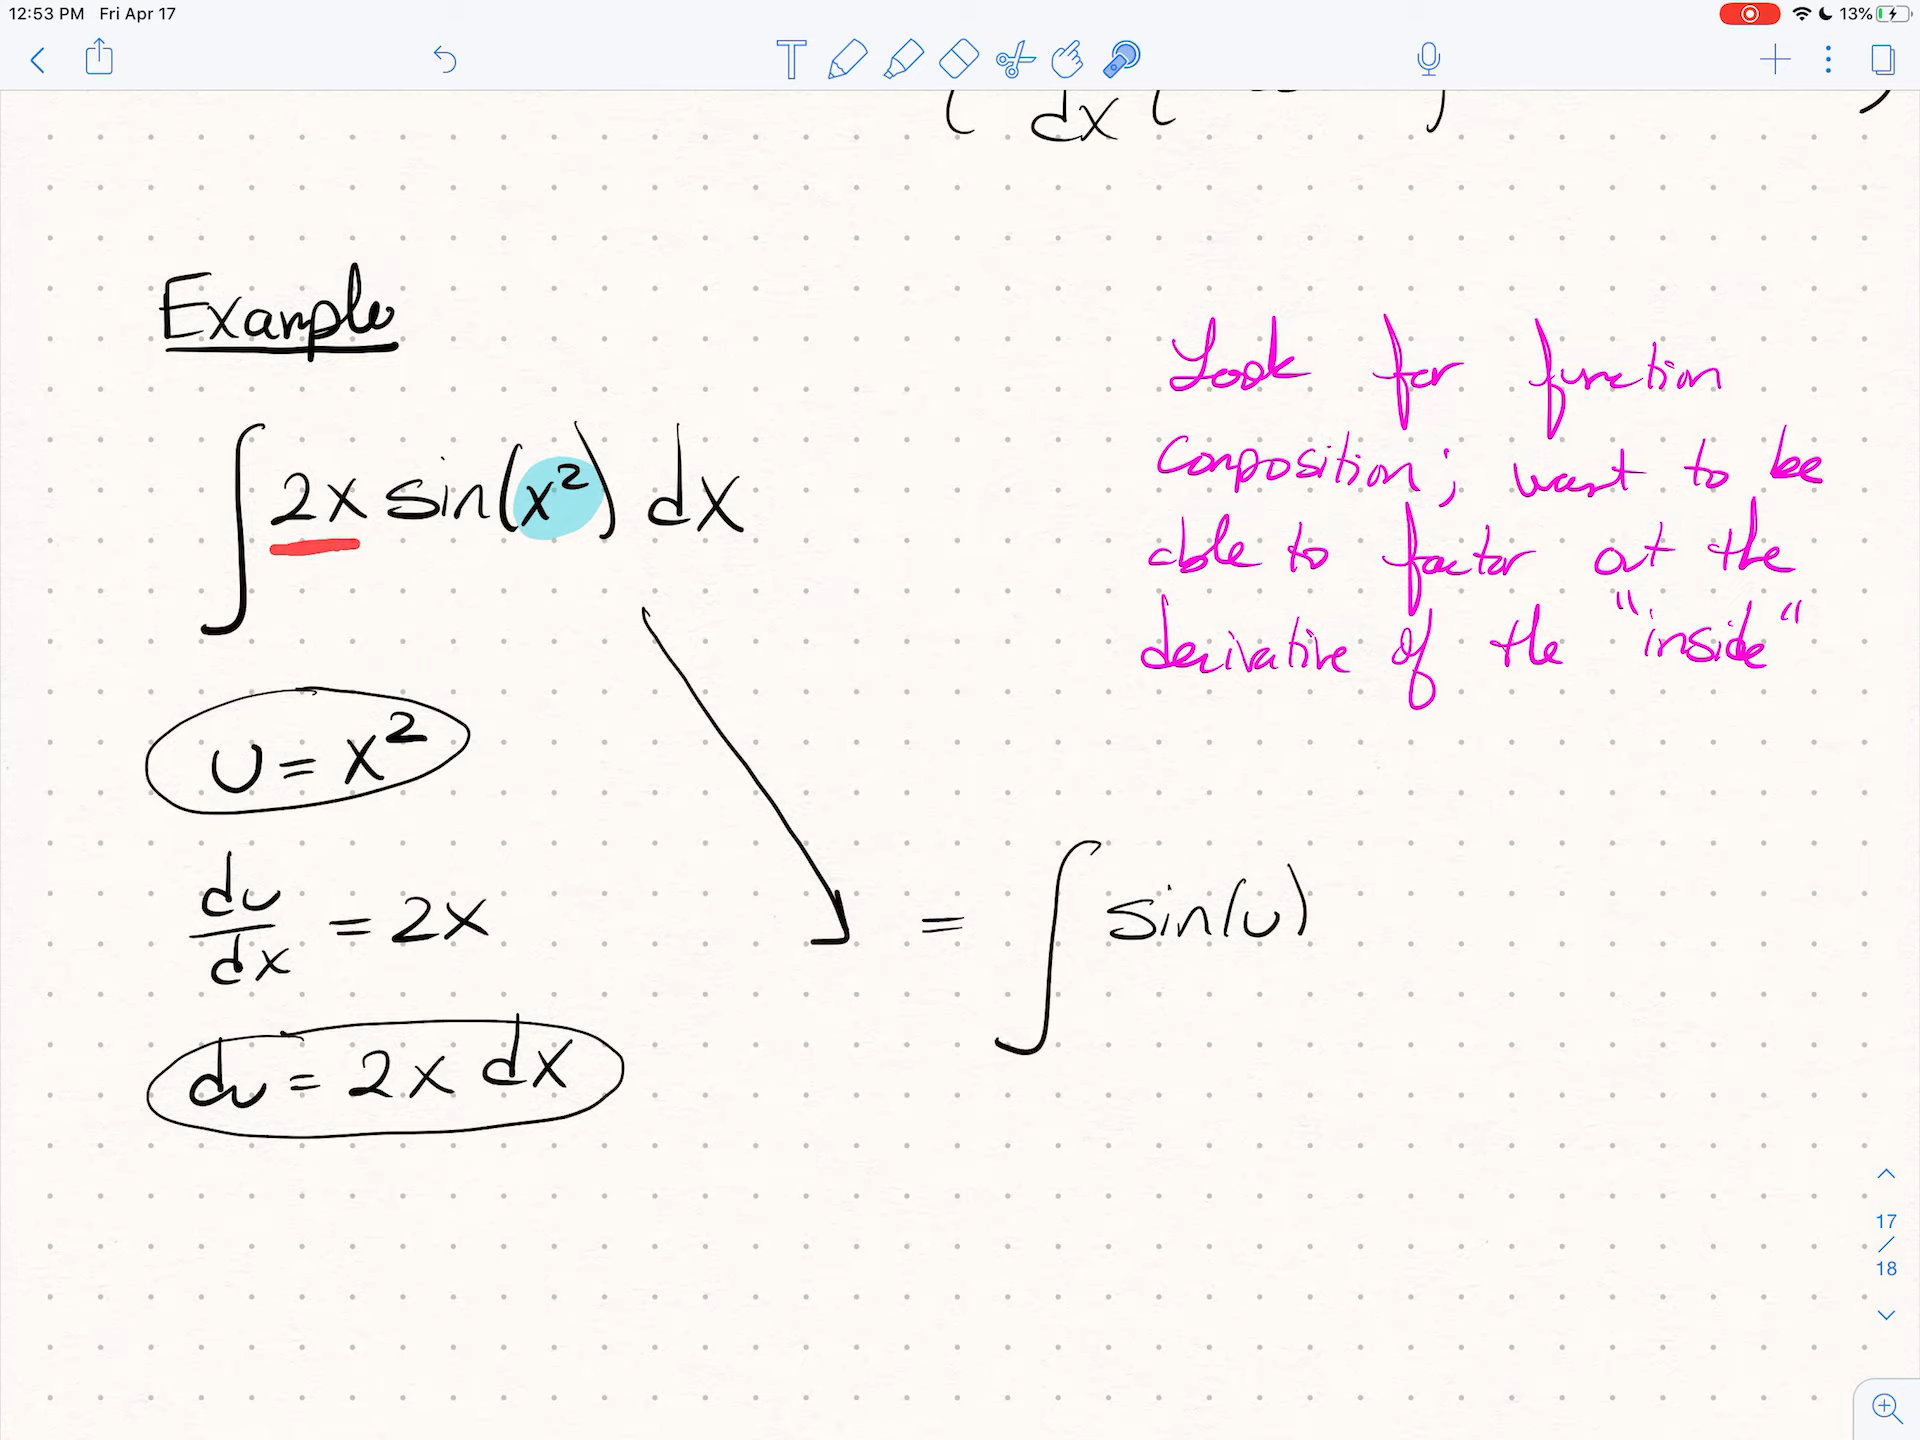 12:53 PM Fri Apr 17
13%
T
dx
Example
∫ 2x sin(x²) dx
Look for function
composition; want to be
able to factor out the
derivative of the "inside"
u = x²
du/dx = 2x
= ∫ sin(u)
du = 2x dx
17
/
18